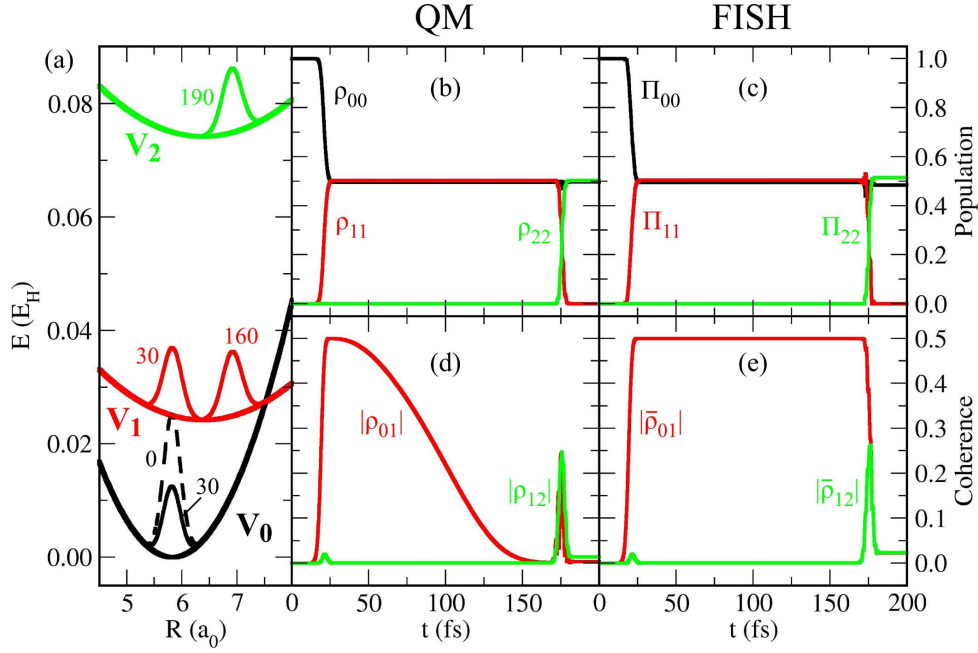 QM FISH
(a) (b) (c)
0.08 190 V2 ρ00 Π00 1.0
0.8
0.06 0.6
ρ11 ρ22 Π11 Π22 0.4
0.2
0.04 0.0
30 160 (d) (e) 0.5
V1 0.4
0.02 |ρ01| |ρ̄01| 0.3
0 30 |ρ12| |ρ̄12| 0.2
V0 0.1
0.00 0.0
5 6 7 0 50 100 150 0 50 100 150 200
E (EH) Population Coherence
R (a0) t (fs) t (fs)